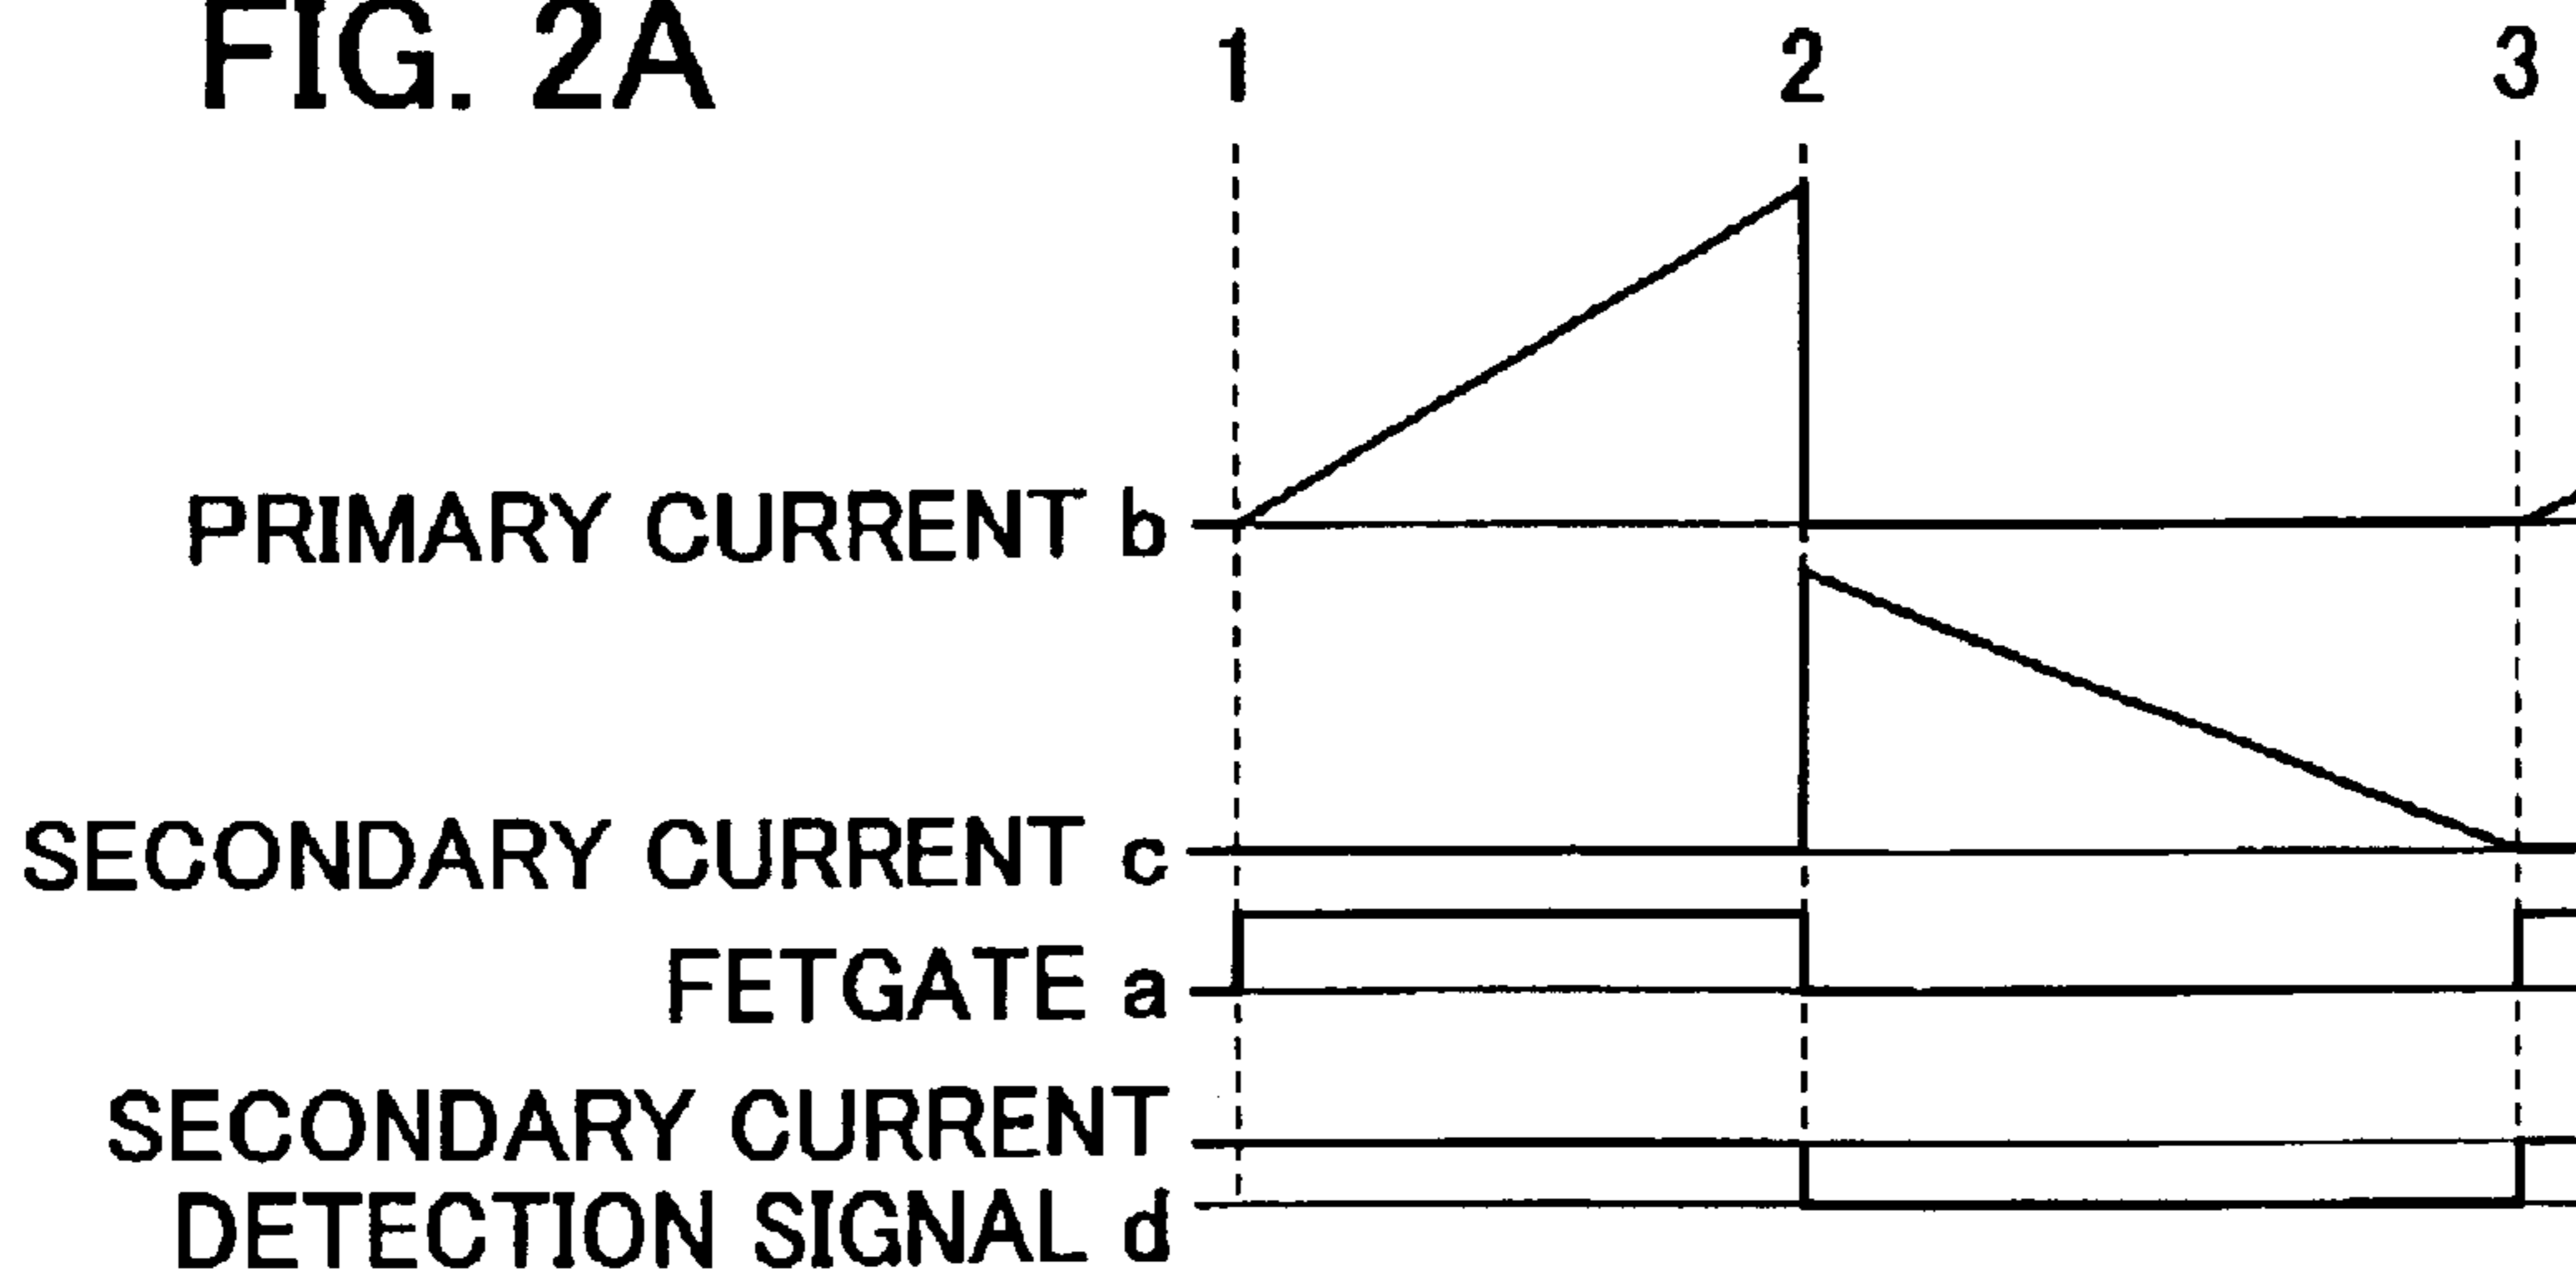 FIG. 2A
1 2 3
PRIMARY CURRENT b
SECONDARY CURRENT c
FETGATE a
SECONDARY CURRENT
DETECTION SIGNAL d